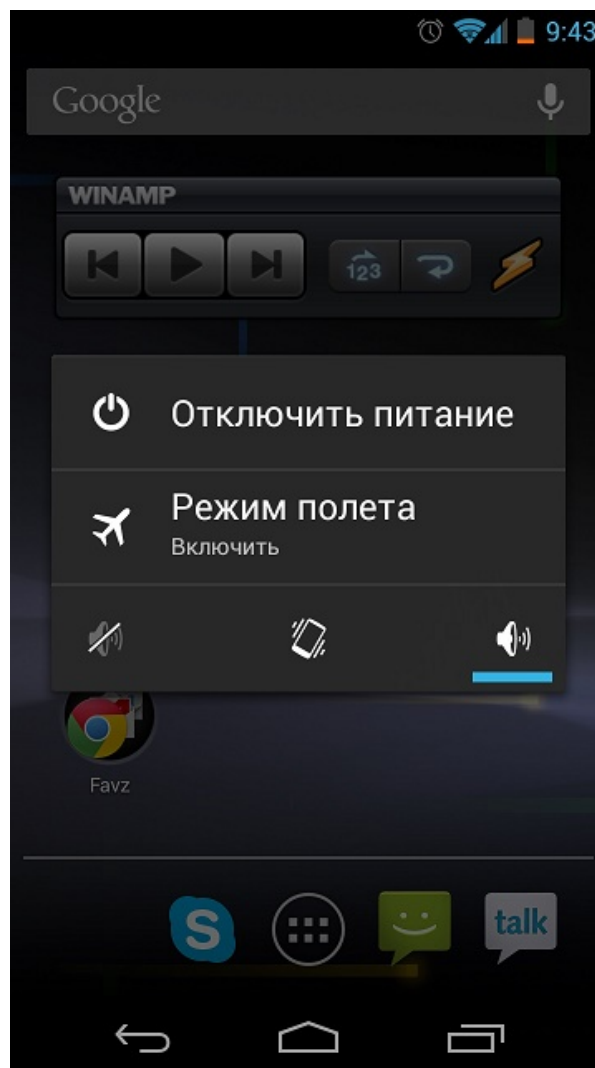 9:43
Google
WINAMP
123
Отключить питание
Режим полета
Включить
Favz
S
talk